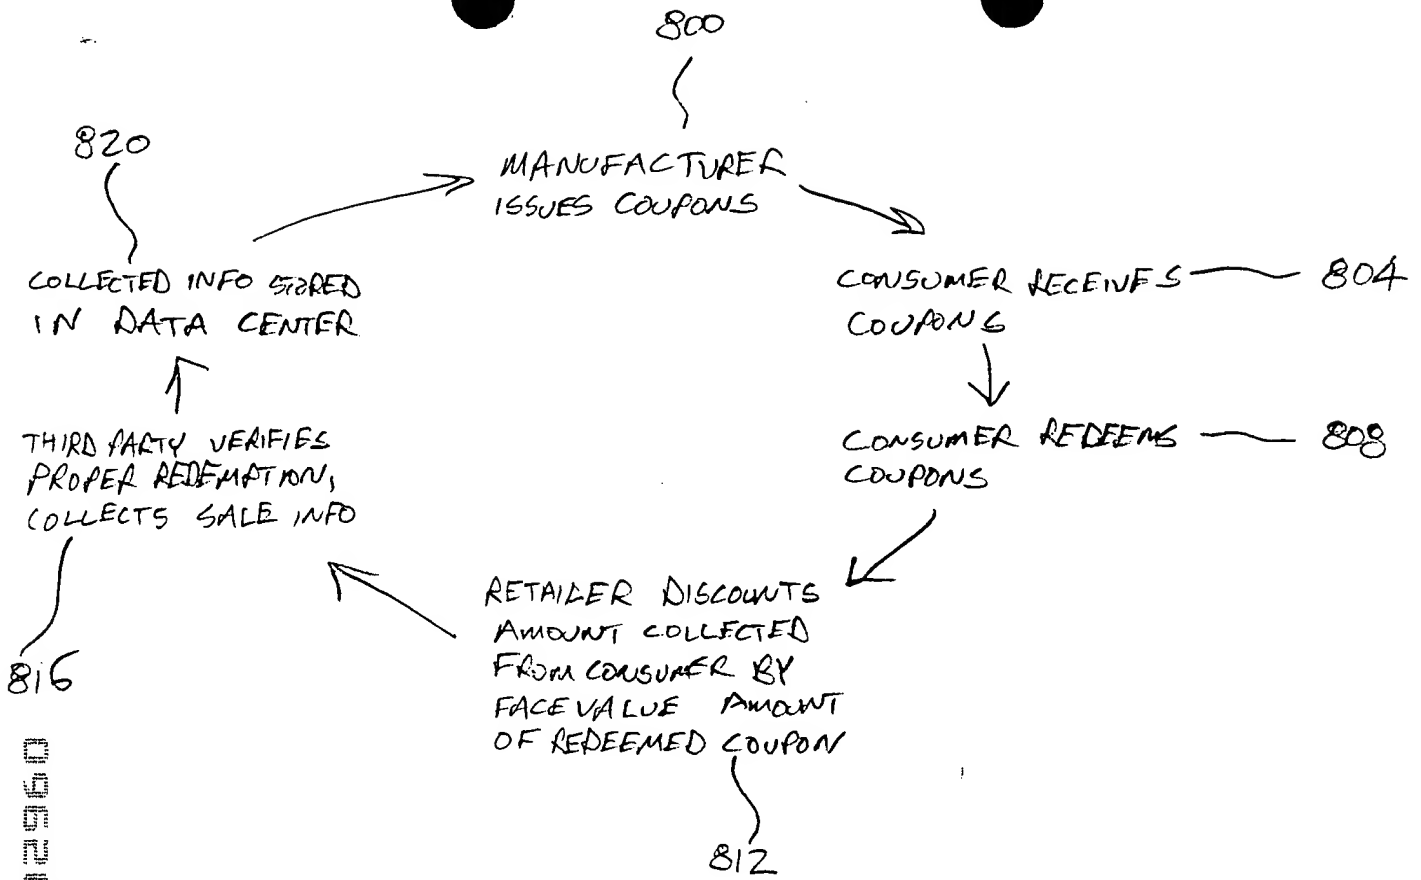 800
MANUFACTURER
ISSUES COUPONS
820
COLLECTED INFO STORED
IN DATA CENTER
CONSUMER RECEIVES
COUPONS
804
THIRD PARTY VERIFIES
PROPER REDEMPTION,
COLLECTS SALE INFO
816
CONSUMER REDEEMS
COUPONS
808
RETAILER DISCOUNTS
AMOUNT COLLECTED
FROM CONSUMER BY
FACE VALUE AMOUNT
OF REDEEMED COUPON
812